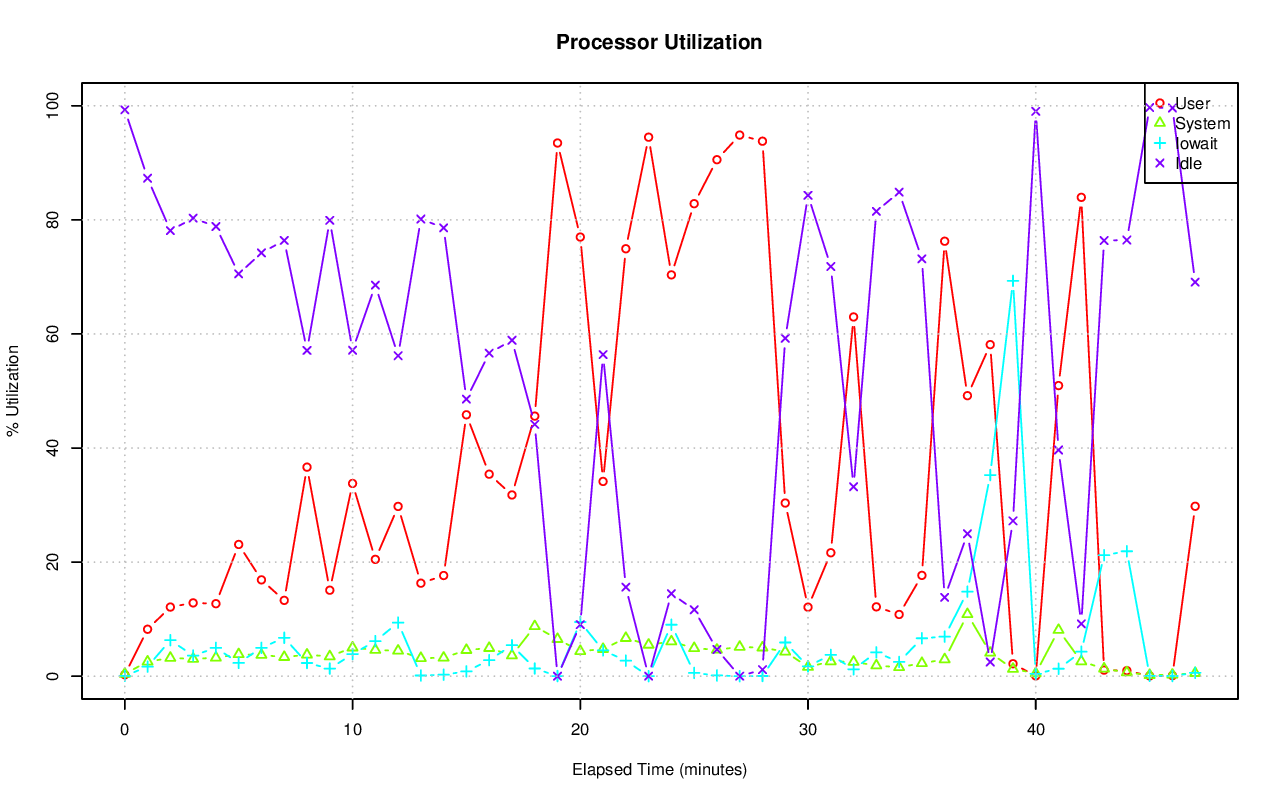 Processor Utilization
% Utilization
100
80
60
40
20
0
User
System
Iowait
Idle
0 10 20 30 40
Elapsed Time (minutes)